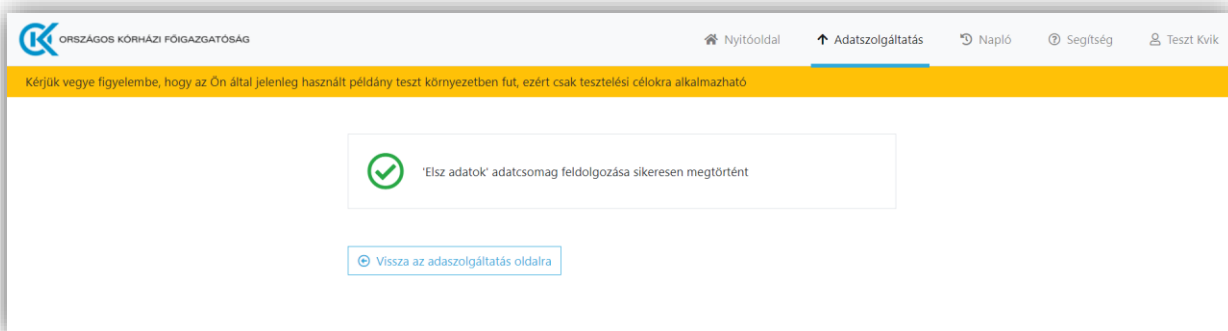 ORSZÁGOS KÓRHÁZI FŐIGAZGATÓSÁG
Nyitóoldal
Adatszolgáltatás
Napló
Segítség
Teszt Kvik
Kérjük vegye figyelembe, hogy az Ön által jelenleg használt példány teszt környezetben fut, ezért csak tesztelési célokra alkalmazható
'Elsz adatok' adatcsomag feldolgozása sikeresen megtörtént
Vissza az adaszolgáltatás oldalra